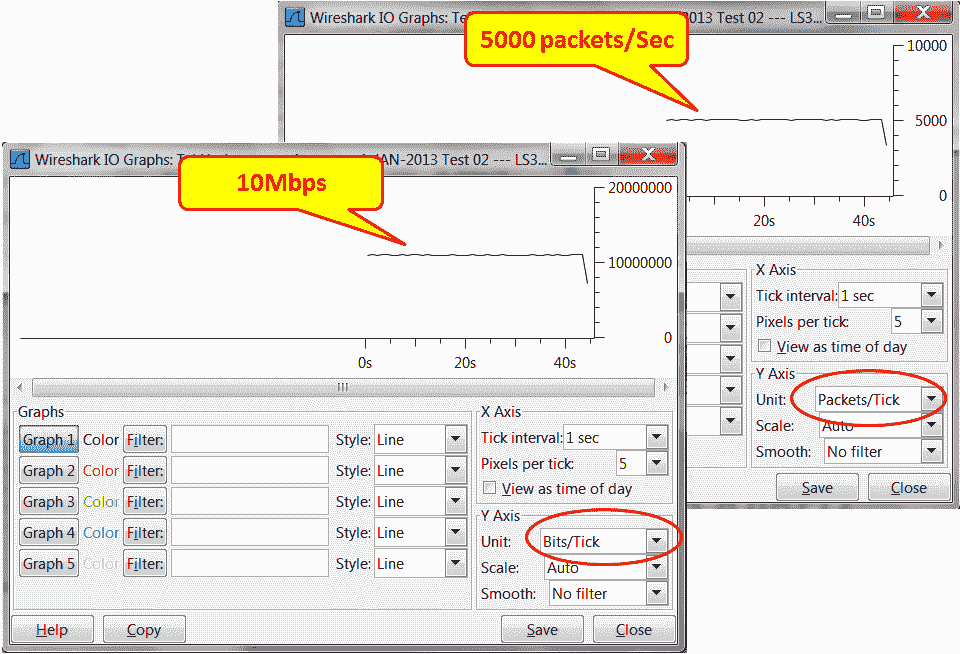 Wireshark IO Graphs: Te
2013 Test 02 --- LS3...
5000 packets/Sec
10000
5000
0
20s
40s
X Axis
Tick interval: 1 sec
Pixels per tick: 5
View as time of day
Y Axis
Unit: Packets/Tick
Scale: Auto
Smooth: No filter
Save
Close
Wireshark IO Graphs:
JAN-2013 Test 02 --- LS3...
10Mbps
20000000
10000000
0
0s
20s
40s
Graphs
Graph 1 Color Filter: Style: Line
Graph 2 Color Filter: Style: Line
Graph 3 Color Filter: Style: Line
Graph 4 Color Filter: Style: Line
Graph 5 Color Filter: Style: Line
X Axis
Tick interval: 1 sec
Pixels per tick: 5
View as time of day
Y Axis
Unit: Bits/Tick
Scale: Auto
Smooth: No filter
Help
Copy
Save
Close